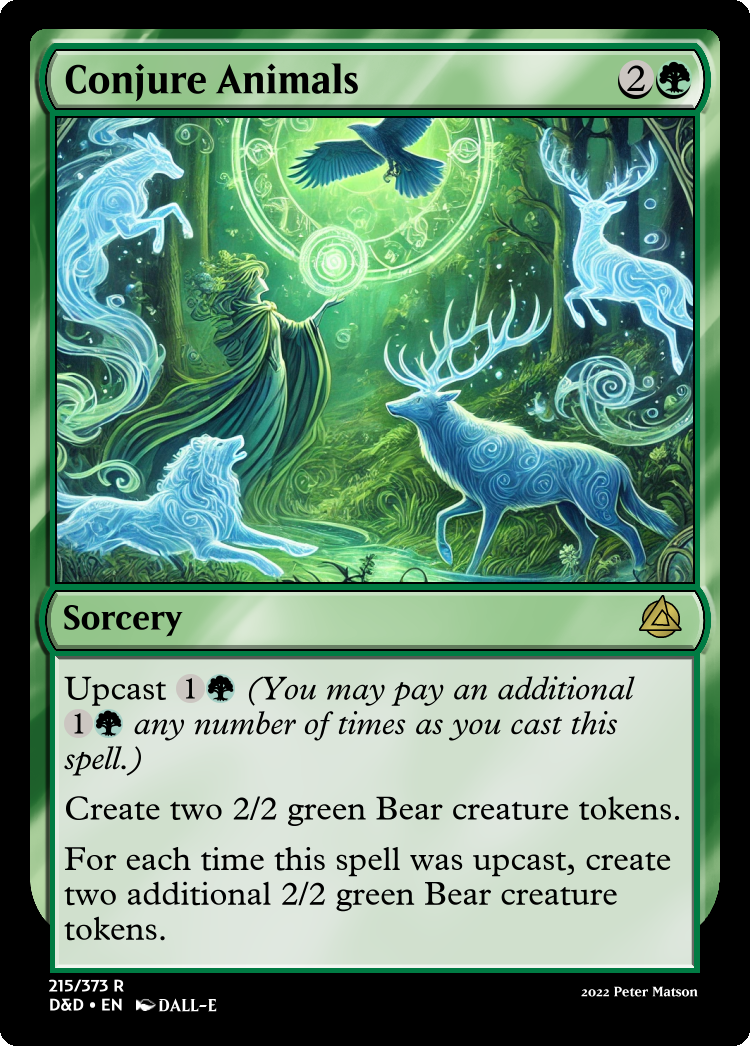 Conjure Animals 2
Sorcery
Upcast 1 (You may pay an additional
1 any number of times as you cast this
spell.)
Create two 2/2 green Bear creature tokens.
For each time this spell was upcast, create
two additional 2/2 green Bear creature
tokens.
215/373 R
D&D • EN DALL-E
2022 Peter Matson